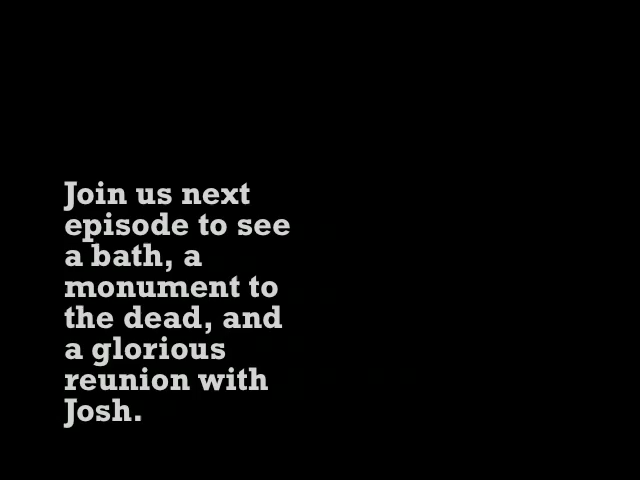 Join us next
episode to see
a bath, a
monument to
the dead, and
a glorious
reunion with
Josh.